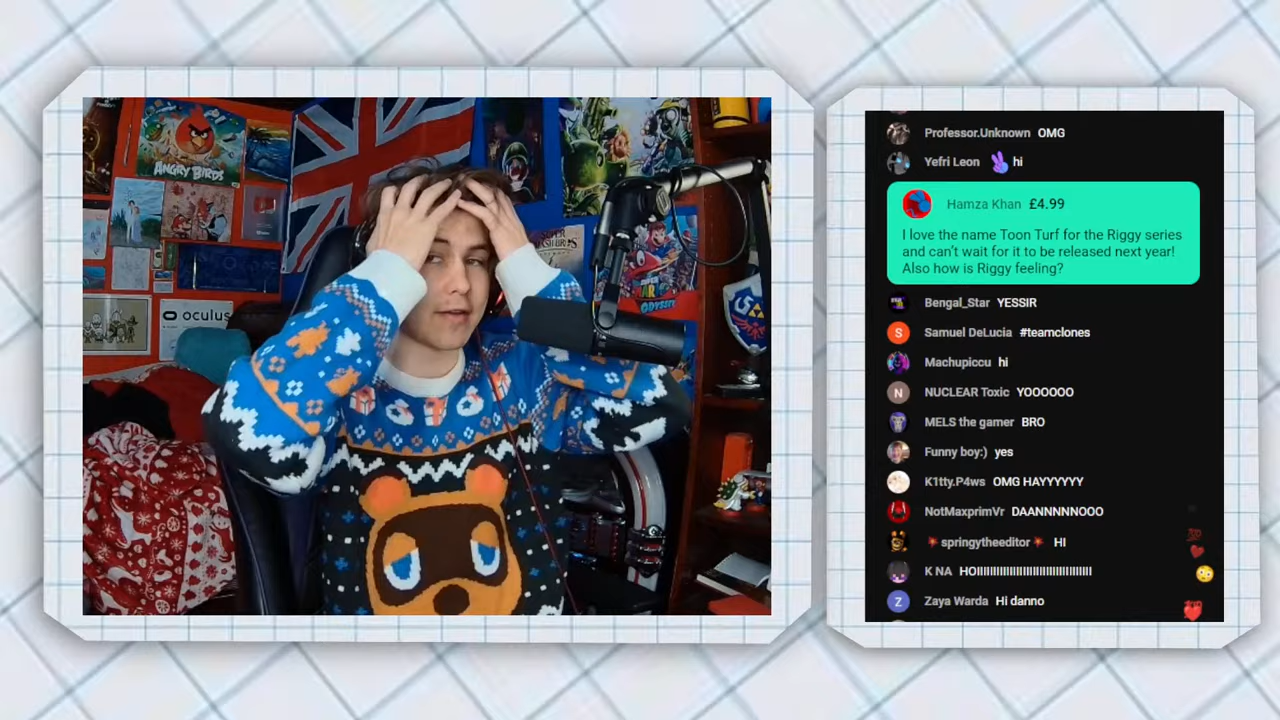 ANGRY BIRDS
oculus
SUPER
MARIO
ODYSSEY
Professor.Unknown OMG
Yefri Leon hi
Hamza Khan £4.99
I love the name Toon Turf for the Riggy series
and can't wait for it to be released next year!
Also how is Riggy feeling?
Bengal_Star YESSIR
Samuel DeLucia #teamclones
Machupiccu hi
NUCLEAR Toxic YOOOOOO
MELS the gamer BRO
Funny boy:) yes
K1tty.P4ws OMG HAYYYYYY
NotMaxprimVr DAANNNNNOOO
springytheeditor HI
K NA HOIIIIIIIIIIIIIIIIIIIIIIIIIIIIIIIIIII
Zaya Warda Hi danno
S
N
Z